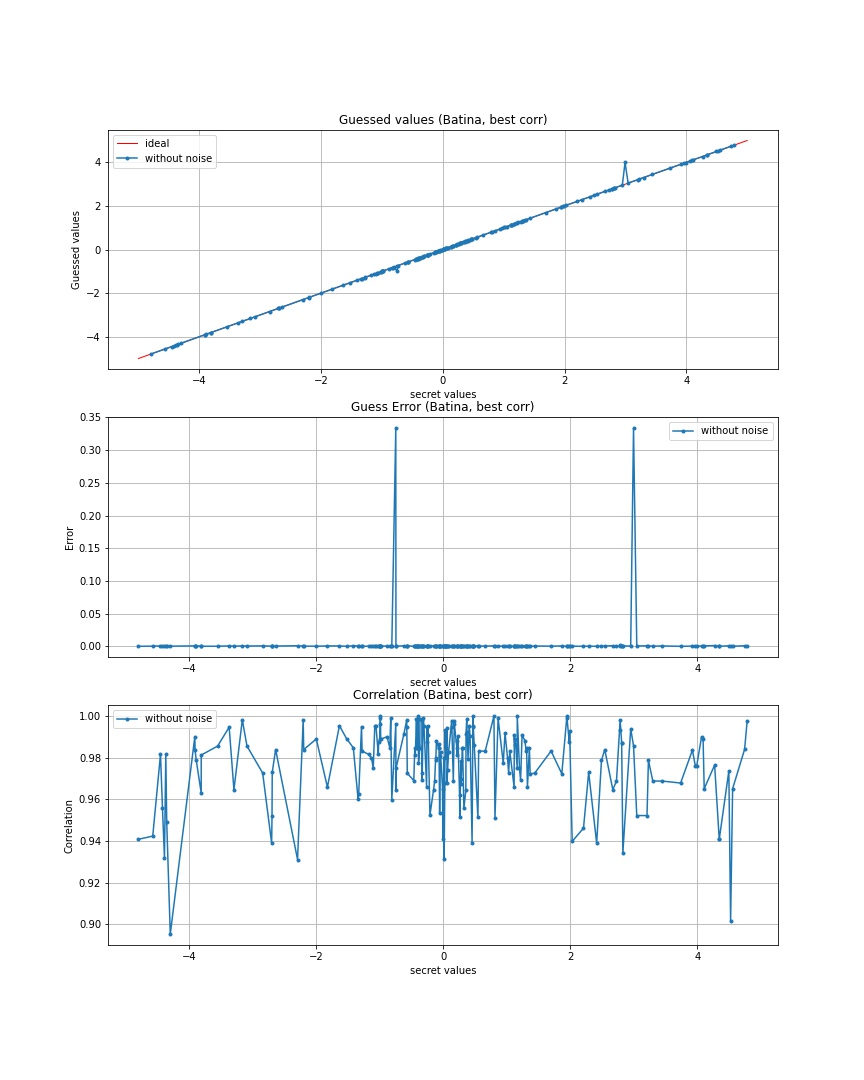 Guessed values (Batina, best corr)
ideal
without noise
4
2
0
−2
−4
Guessed values
−4 −2 0 2 4
secret values
Guess Error (Batina, best corr)
without noise
0.35
0.30
0.25
0.20
0.15
0.10
0.05
0.00
Error
−4 −2 0 2 4
secret values
Correlation (Batina, best corr)
without noise
1.00
0.98
0.96
0.94
0.92
0.90
Correlation
−4 −2 0 2 4
secret values